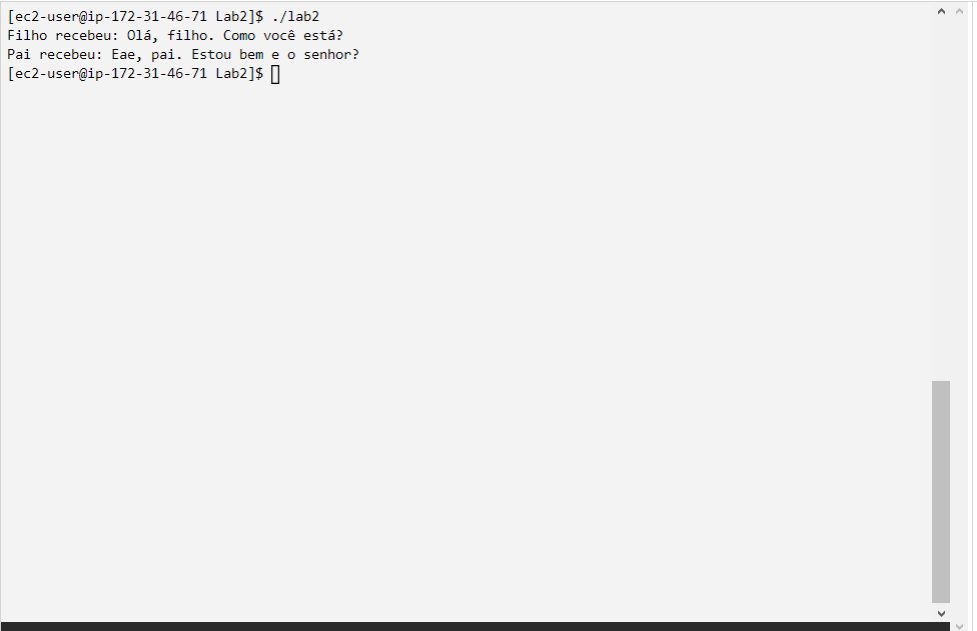 [ec2-user@ip-172-31-46-71 Lab2]$ ./lab2
Filho recebeu: Olá, filho. Como você está?
Pai recebeu: Eae, pai. Estou bem e o senhor?
[ec2-user@ip-172-31-46-71 Lab2]$